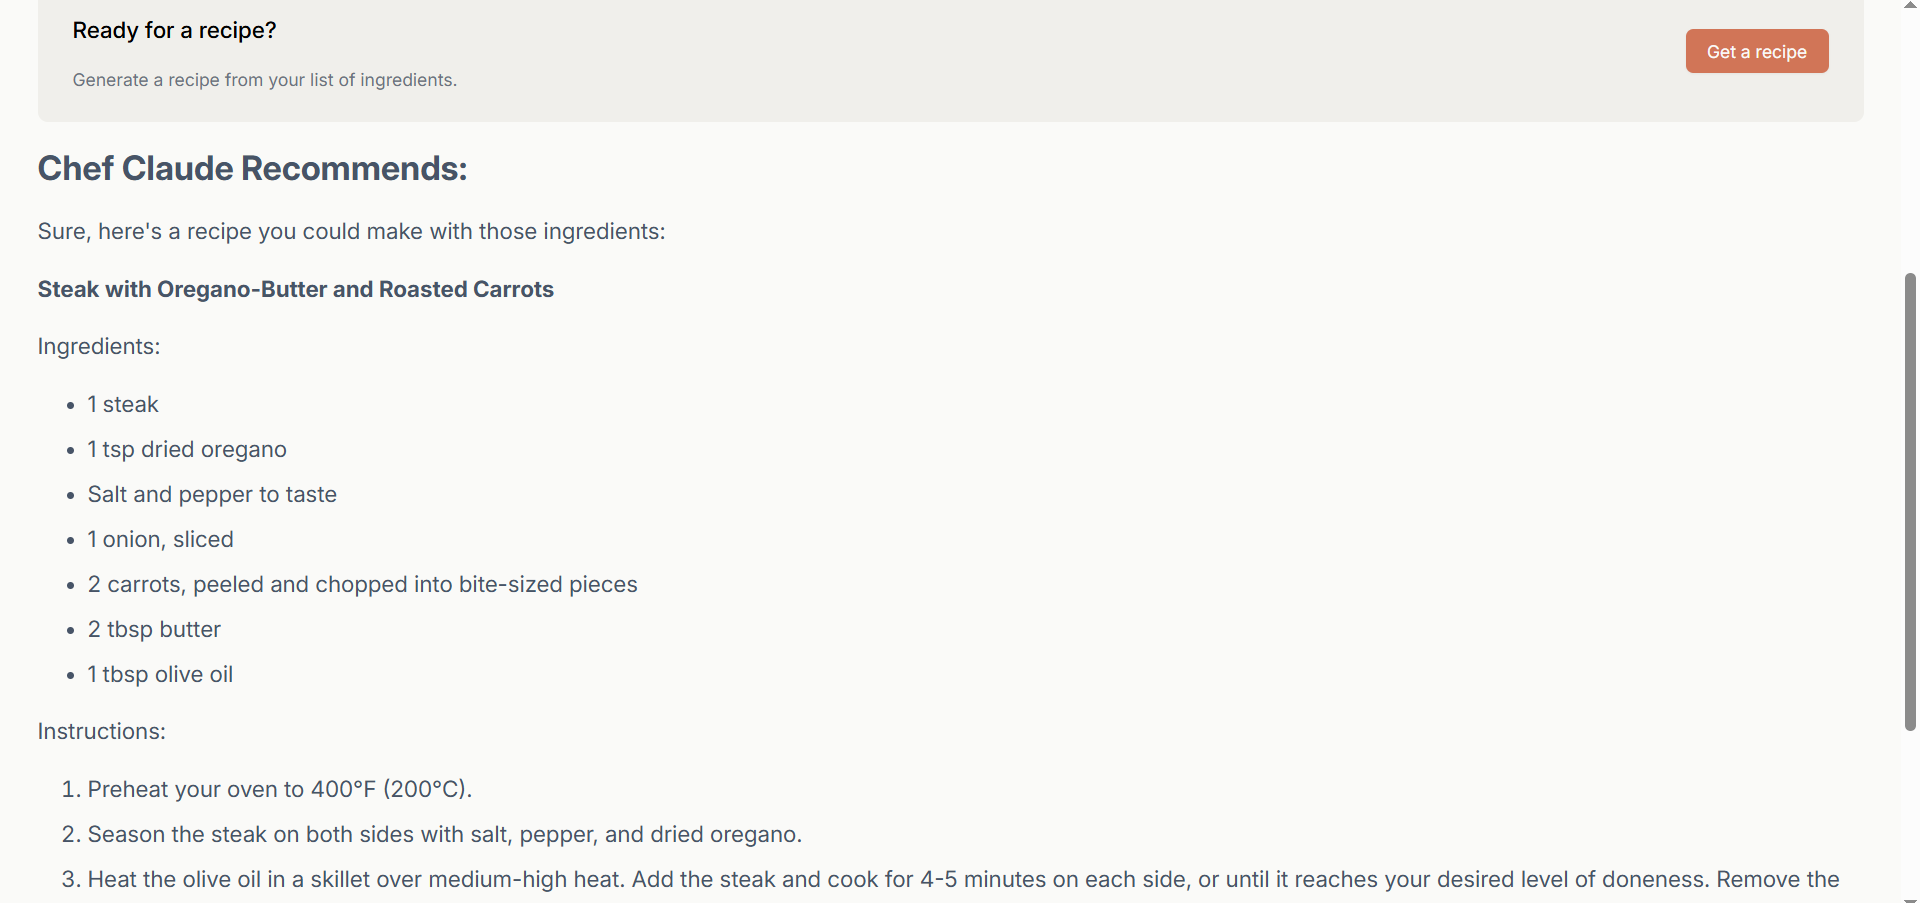 Ready for a recipe?
Generate a recipe from your list of ingredients.
Get a recipe
Chef Claude Recommends:
Sure, here's a recipe you could make with those ingredients:
Steak with Oregano-Butter and Roasted Carrots
Ingredients:
• 1 steak
• 1 tsp dried oregano
• Salt and pepper to taste
• 1 onion, sliced
• 2 carrots, peeled and chopped into bite-sized pieces
• 2 tbsp butter
• 1 tbsp olive oil
Instructions:
1. Preheat your oven to 400°F (200°C).
2. Season the steak on both sides with salt, pepper, and dried oregano.
3. Heat the olive oil in a skillet over medium-high heat. Add the steak and cook for 4-5 minutes on each side, or until it reaches your desired level of doneness. Remove the